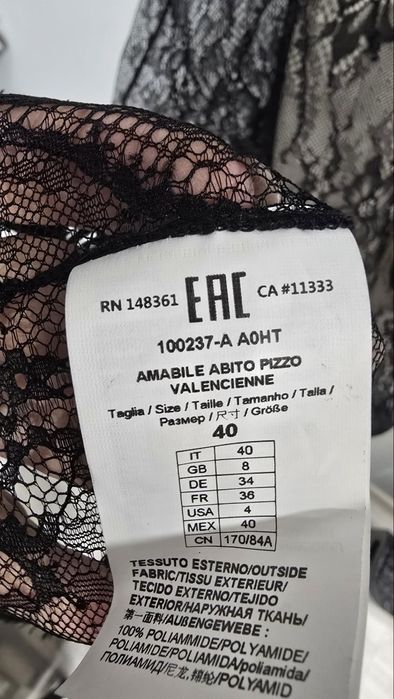 RN 148361 EAC CA #11333
100237-A A0HT
AMABILE ABITO PIZZO
VALENCIENNE
Taglia / Size / Taille / Tamanho / Talla /
Размер / 尺寸 / Größe
40
IT 40
GB 8
DE 34
FR 36
USA 4
MEX 40
CN 170/84A
TESSUTO ESTERNO/OUTSIDE
FABRIC/TISSU EXTERIEUR/
TECIDO EXTERNO/TEJIDO
EXTERIOR/НАРУЖНАЯ ТКАНЬ/
第一面料/AUßENGEWEBE :
100% POLIAMMIDE/POLYAMIDE/
POLIAMIDE/POLIAMIDA/poliamida/
ПОЛИАМИД/尼龙,锦纶/POLYAMID